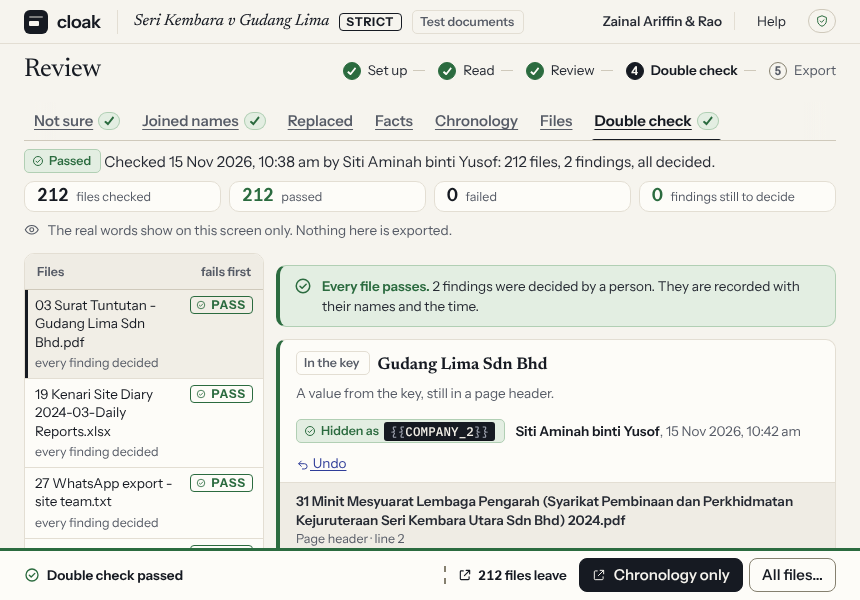 cloak
Seri Kembara v Gudang Lima
STRICT
Test documents
Zainal Ariffin & Rao
Help
Review
Set up
Read
Review
4 Double check
5 Export
Not sure
Joined names
Replaced
Facts
Chronology
Files
Double check
Passed Checked 15 Nov 2026, 10:38 am by Siti Aminah binti Yusof: 212 files, 2 findings, all decided.
212 files checked
212 passed
0 failed
0 findings still to decide
The real words show on this screen only. Nothing here is exported.
Files
fails first
03 Surat Tuntutan -
Gudang Lima Sdn
Bhd.pdf
every finding decided
PASS
19 Kenari Site Diary
2024-03-Daily
Reports.xlsx
every finding decided
PASS
27 WhatsApp export -
site team.txt
every finding decided
PASS
Every file passes. 2 findings were decided by a person. They are recorded with
their names and the time.
In the key
Gudang Lima Sdn Bhd
A value from the key, still in a page header.
Hidden as {{COMPANY_2}}
Siti Aminah binti Yusof, 15 Nov 2026, 10:42 am
Undo
31 Minit Mesyuarat Lembaga Pengarah (Syarikat Pembinaan dan Perkhidmatan
Kejuruteraan Seri Kembara Utara Sdn Bhd) 2024.pdf
Page header · line 2
Double check passed
212 files leave
Chronology only
All files…